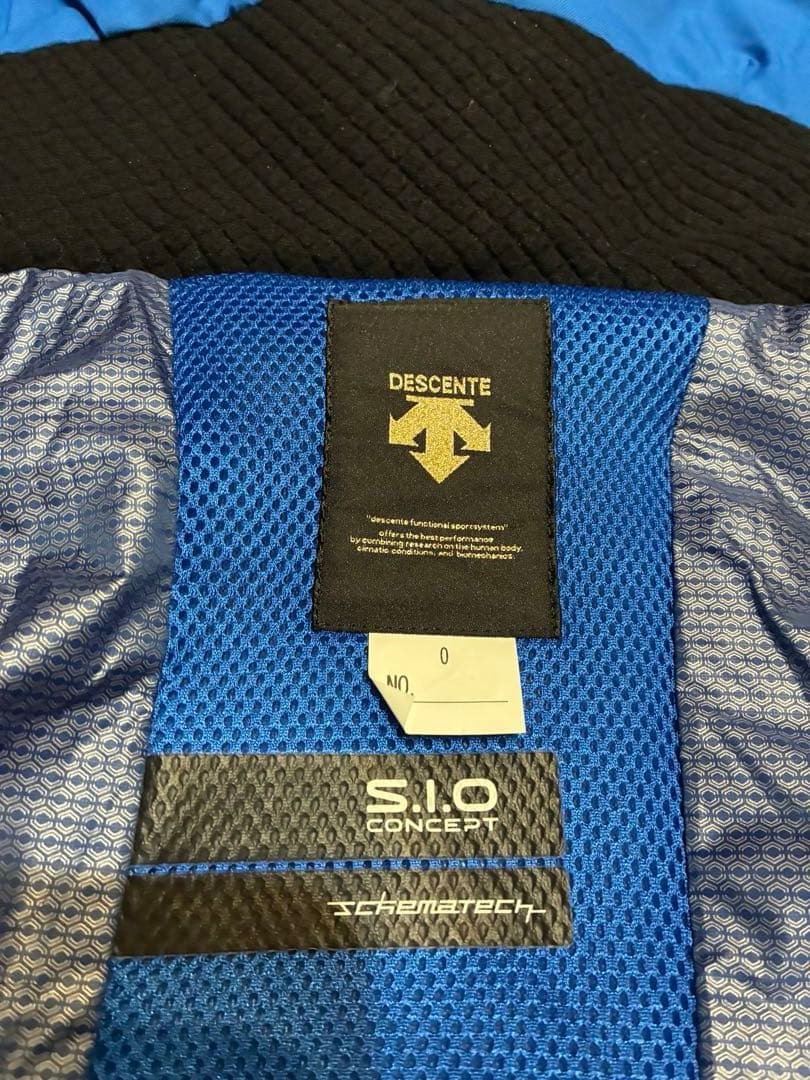 DESCENTE
"descente functional sportsystem"
offers the best performance
by combining research on the human body,
climatic conditions, and biomechanics.
0
NO.
S.I.O
CONCEPT
schematech